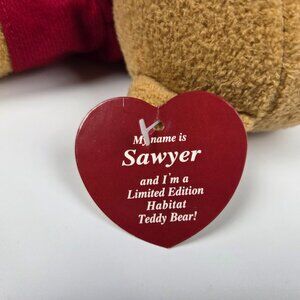 My name is
Sawyer
and I'm a
Limited Edition
Habitat
Teddy Bear!